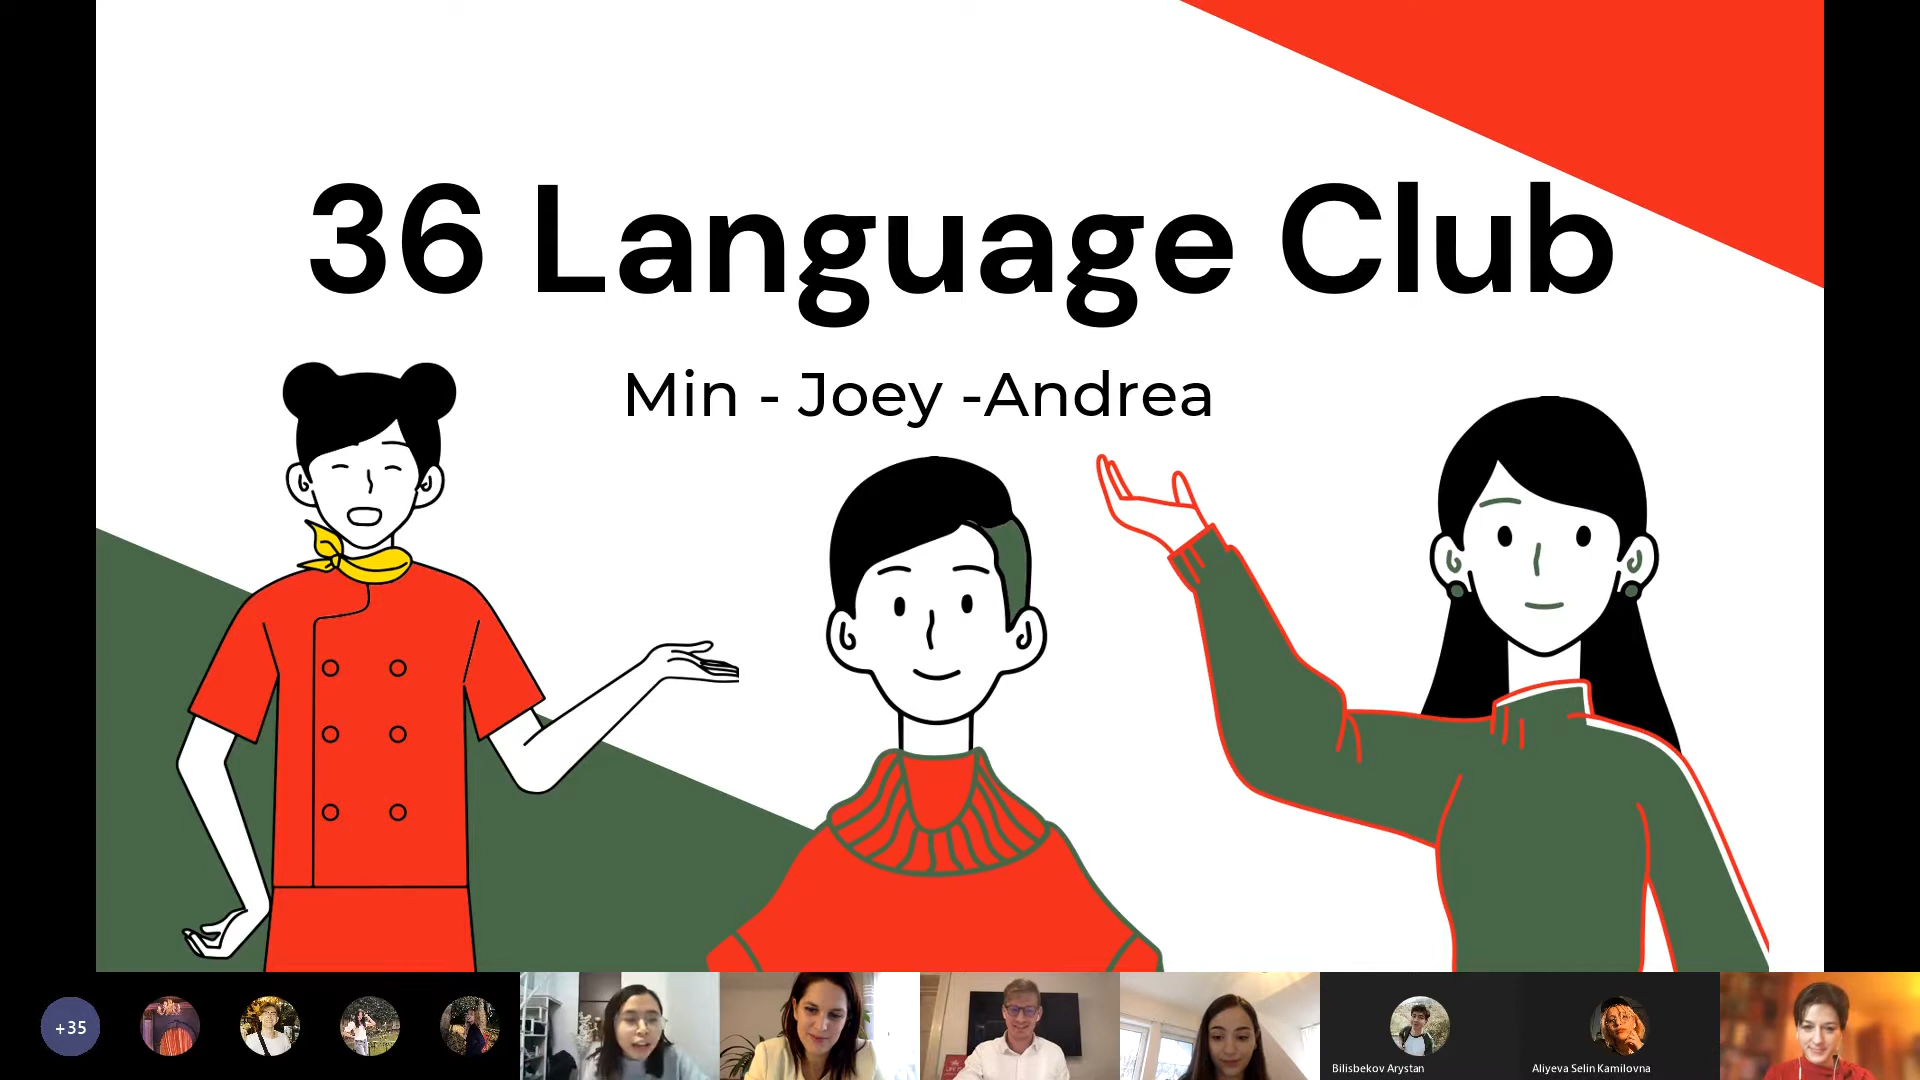 36 Language Club
Min - Joey -Andrea
+35
Bilisbekov Arystan
Aliyeva Selin Kamilovna